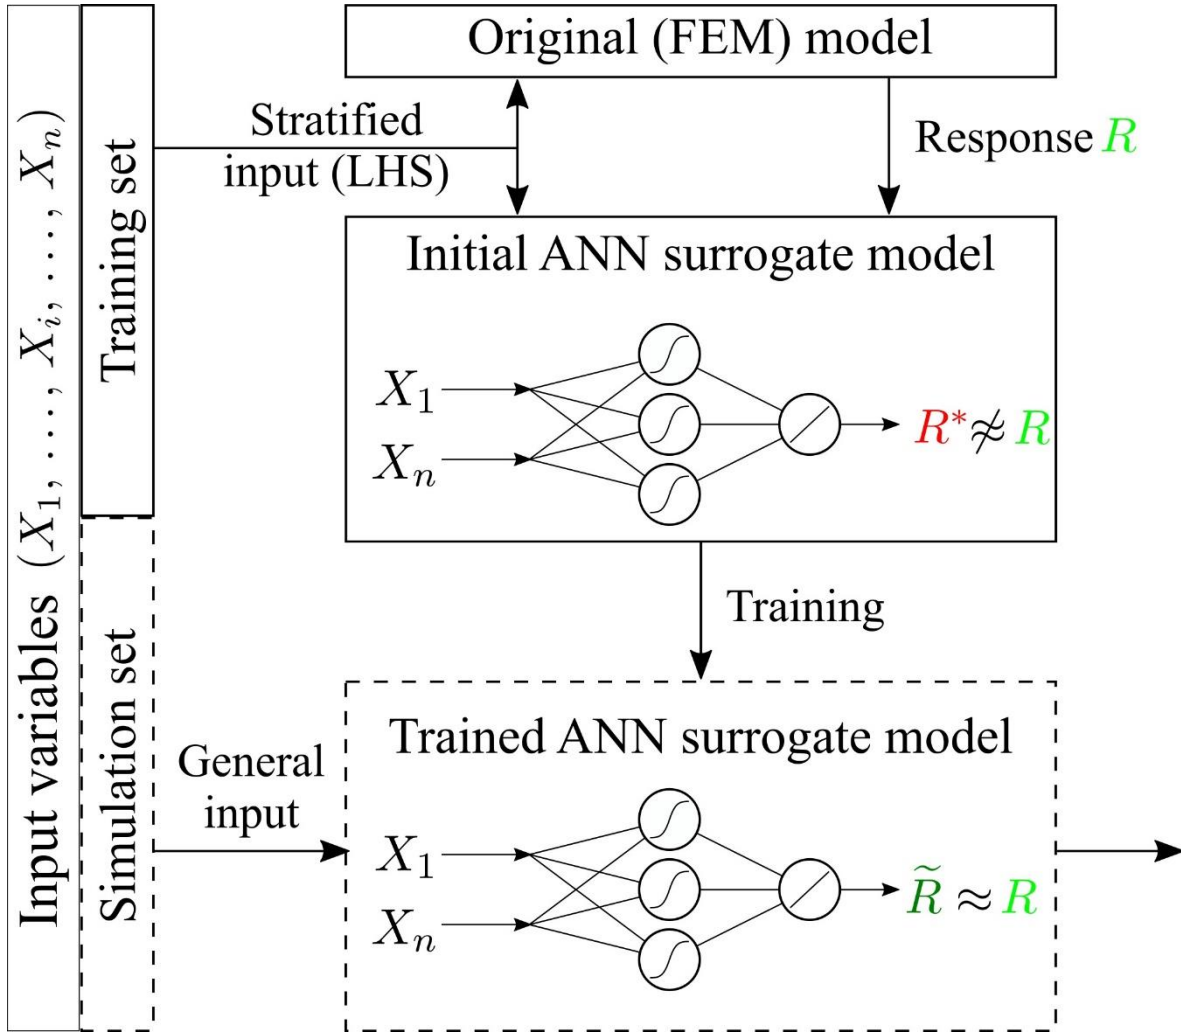 Original (FEM) model
Stratified
input (LHS)
Response R
Input variables (X₁, …., Xᵢ, …., Xₙ)
Training set
Initial ANN surrogate model
X₁
Xₙ
R* ≉ R
Training
Simulation set
General
input
Trained ANN surrogate model
X₁
Xₙ
R̃ ≈ R